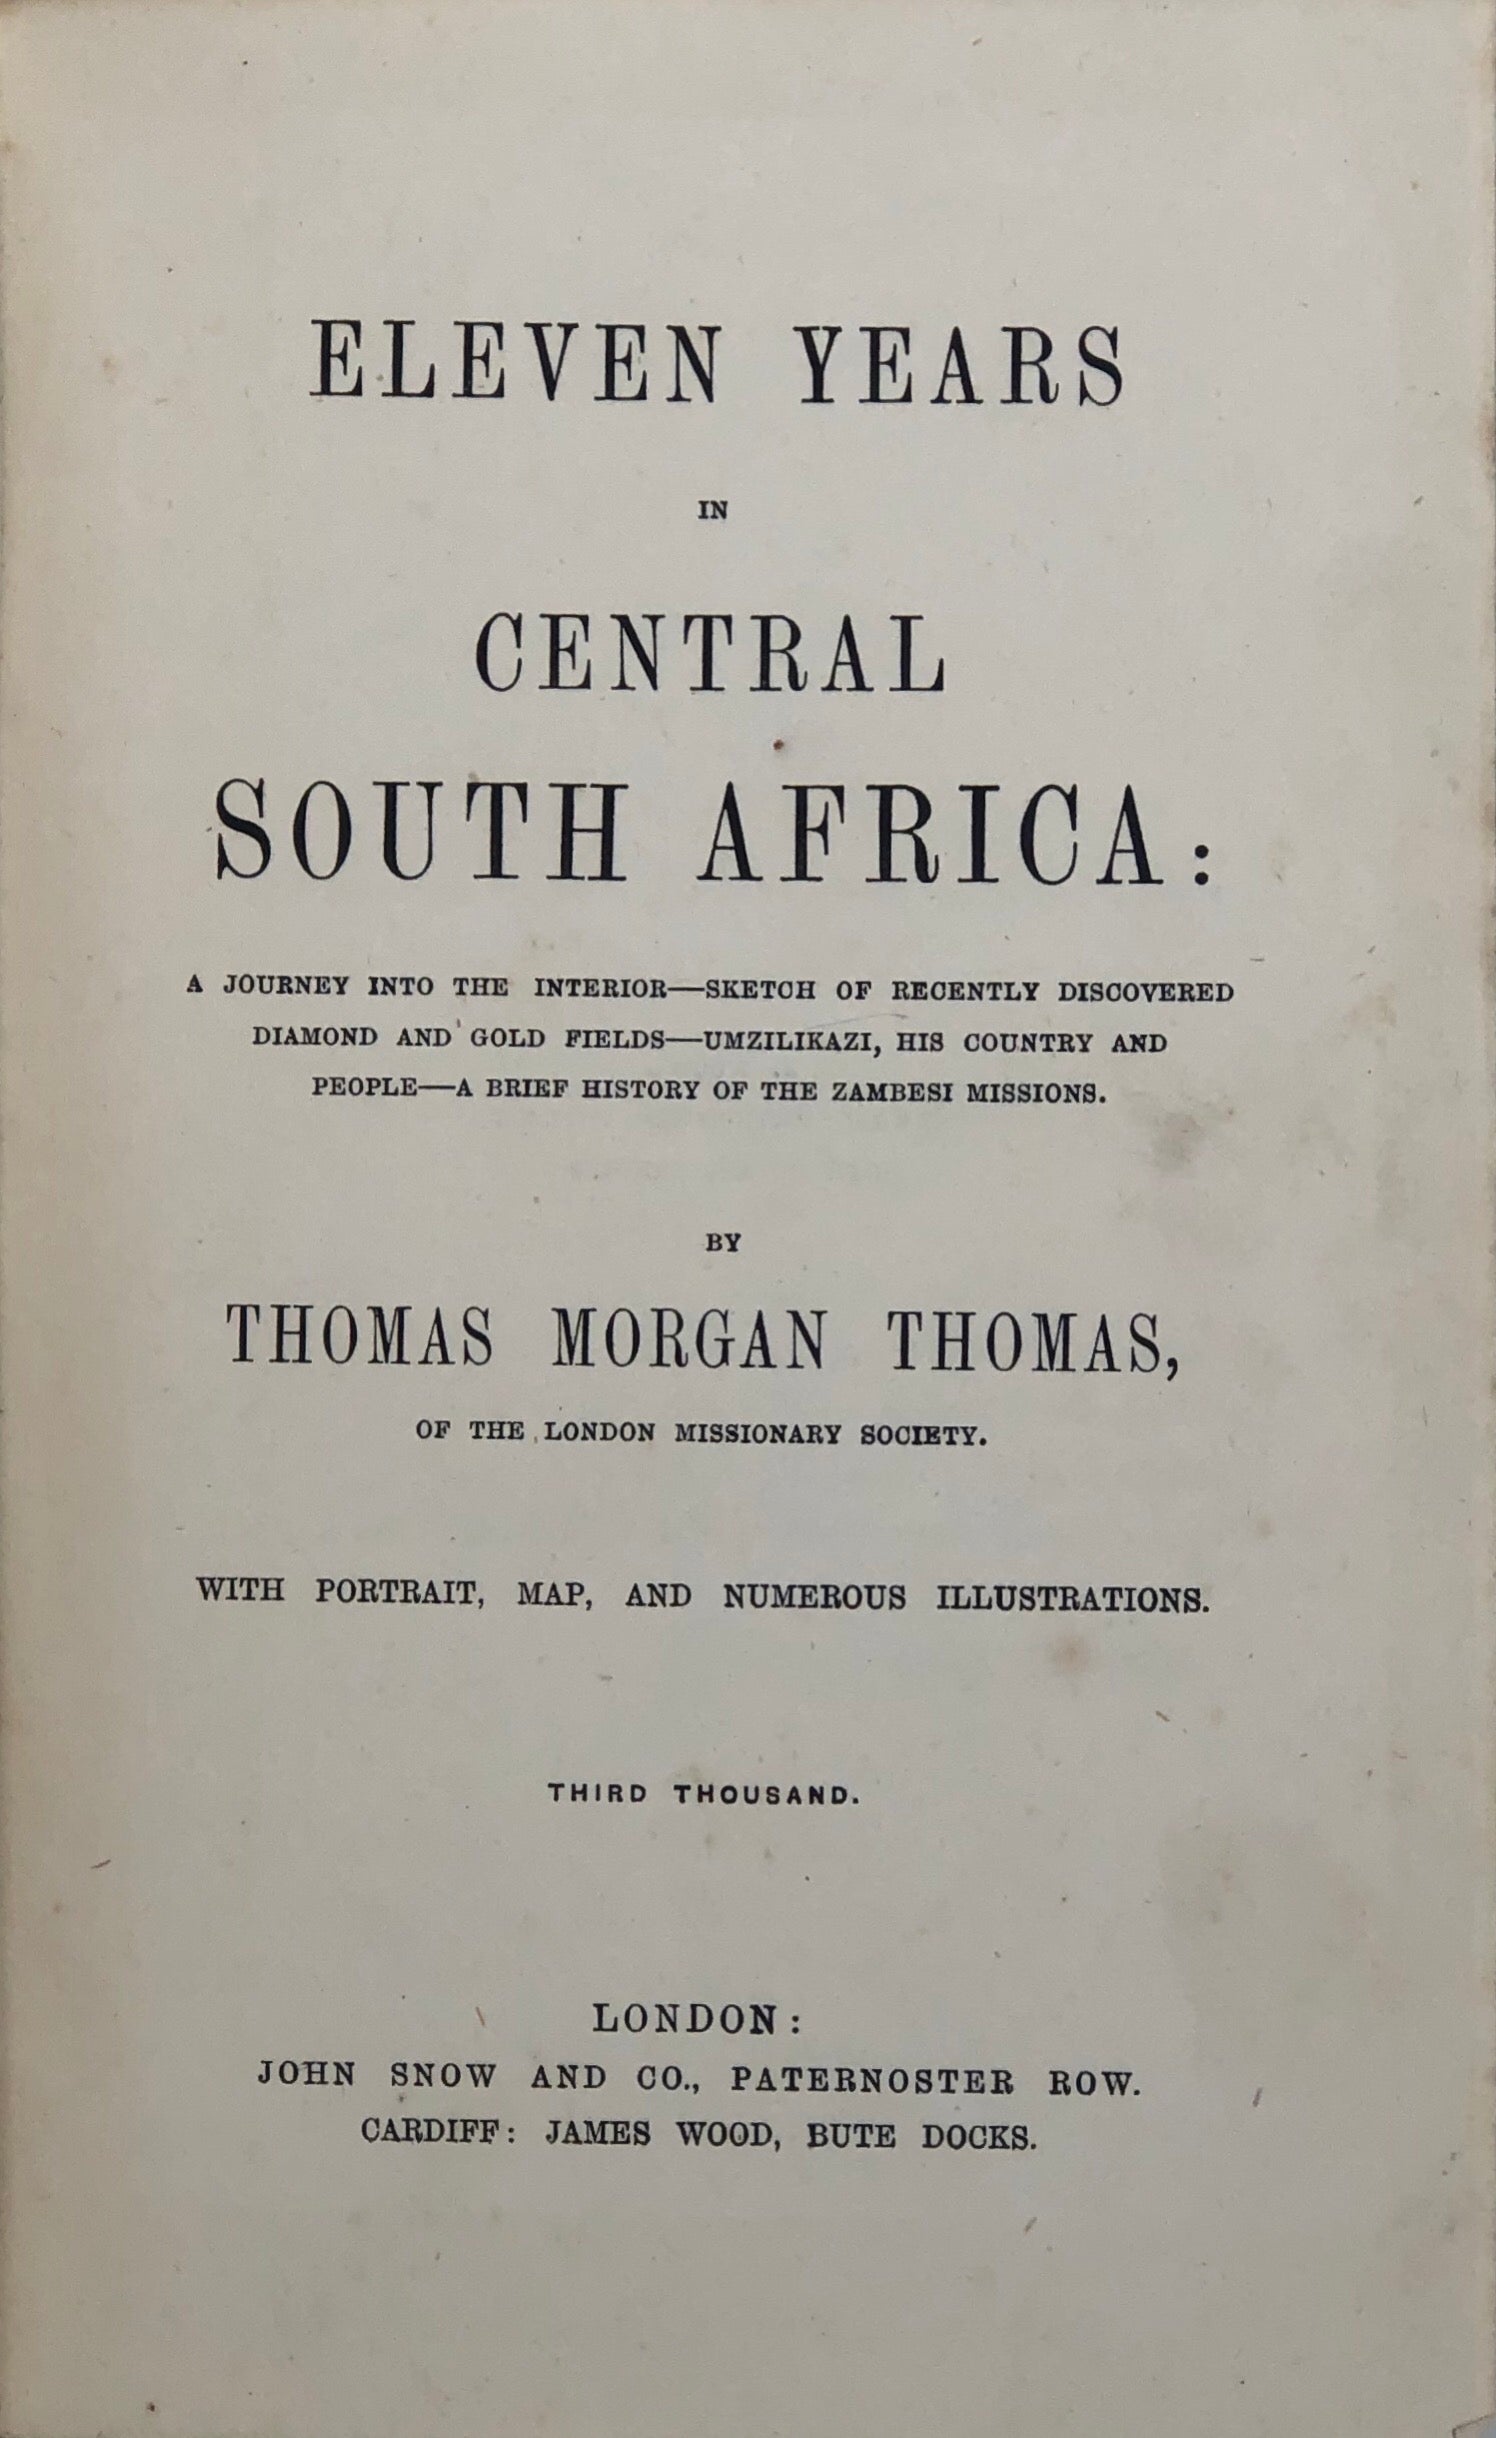 ELEVEN YEARS
IN
CENTRAL
SOUTH AFRICA:
A JOURNEY INTO THE INTERIOR—SKETCH OF RECENTLY DISCOVERED
DIAMOND AND GOLD FIELDS—UMZILIKAZI, HIS COUNTRY AND
PEOPLE—A BRIEF HISTORY OF THE ZAMBESI MISSIONS.
BY
THOMAS MORGAN THOMAS,
OF THE LONDON MISSIONARY SOCIETY.
WITH PORTRAIT, MAP, AND NUMEROUS ILLUSTRATIONS.
THIRD THOUSAND.
LONDON:
JOHN SNOW AND CO., PATERNOSTER ROW.
CARDIFF: JAMES WOOD, BUTE DOCKS.